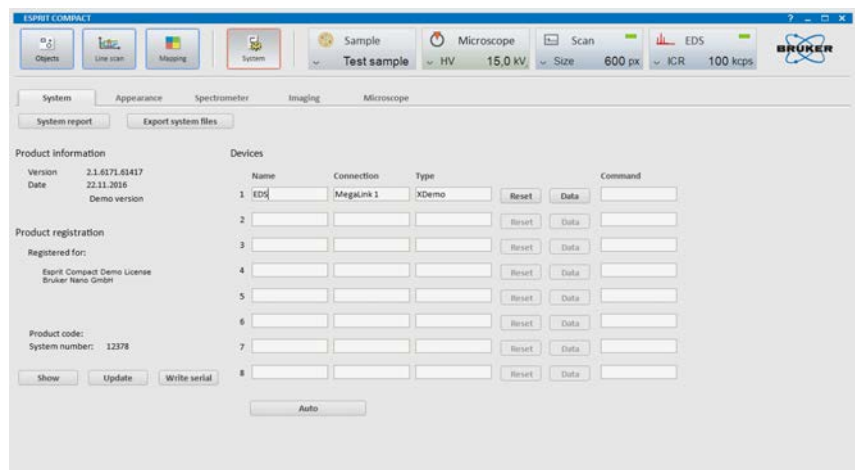 ESPRIT COMPACT
? _ □ X
Objects
Line scan
Mapping
System
Sample
Test sample
Microscope
HV 15,0 kV
Scan
Size 600 px
EDS
ICR 100 kcps
BRUKER
System Appearance Spectrometer Imaging Microscope
System report Export system files
Product information
Version 2.1.6171.61417
Date 22.11.2016
Demo version
Product registration
Registered for:
Esprit Compact Demo License
Bruker Nano GmbH
Product code:
System number: 12378
Show Update Write serial
Devices
Name Connection Type Command
1 EDS MegaLink 1 XDemo Reset Data
2 Reset Data
3 Reset Data
4 Reset Data
5 Reset Data
6 Reset Data
7 Reset Data
8 Reset Data
Auto